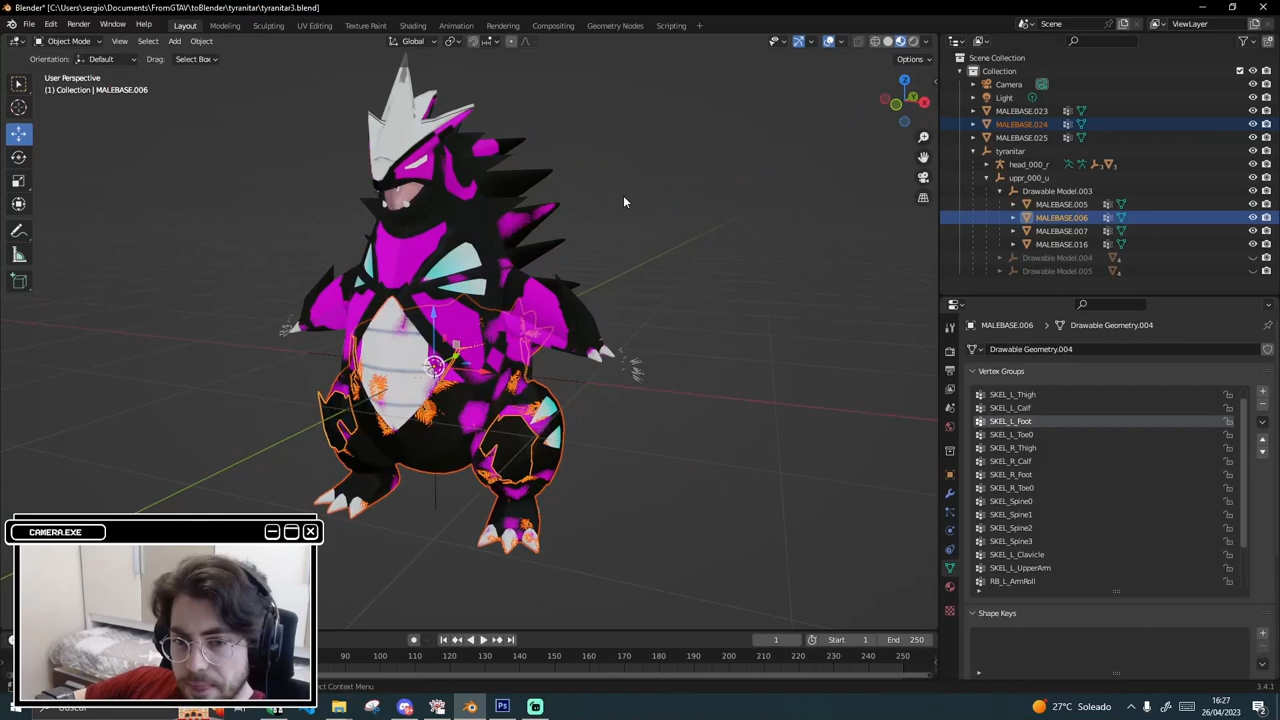 Blender* [C:\Users\sergio\Documents\FromGTAV\toBlender\tyranitar\tyranitar3.blend]
File Edit Render Window Help Layout Modeling Sculpting UV Editing Texture Paint Shading Animation Rendering Compositing Geometry Nodes Scripting + Scene ViewLayer
Object Mode View Select Add Object Global
Orientation: Default Drag: Select Box Options
User Perspective
(1) Collection | MALEBASE.006
Scene Collection
Collection
Camera
Light
MALEBASE.023
MALEBASE.024
MALEBASE.025
tyranitar
head_000_r
uppr_000_u
Drawable Model.003
MALEBASE.005
MALEBASE.006
MALEBASE.007
MALEBASE.016
Drawable Model.004
Drawable Model.005
MALEBASE.006 Drawable Geometry.004
Drawable Geometry.004
Vertex Groups
SKEL_L_Thigh
SKEL_L_Calf
SKEL_L_Foot
SKEL_L_Toe0
SKEL_R_Thigh
SKEL_R_Calf
SKEL_R_Foot
SKEL_R_Toe0
SKEL_Spine0
SKEL_Spine1
SKEL_Spine2
SKEL_Spine3
SKEL_L_Clavicle
SKEL_L_UpperArm
RB_L_ArmRoll
Shape Keys
CAMERA.EXE
1 Start 1 End 250
90 100 110 120 130 140 150 160 170 180 190 200 210 220 230 240 250
ct Context Menu 3.4.1
Buscar
Soleado
16:27
26/04/2023